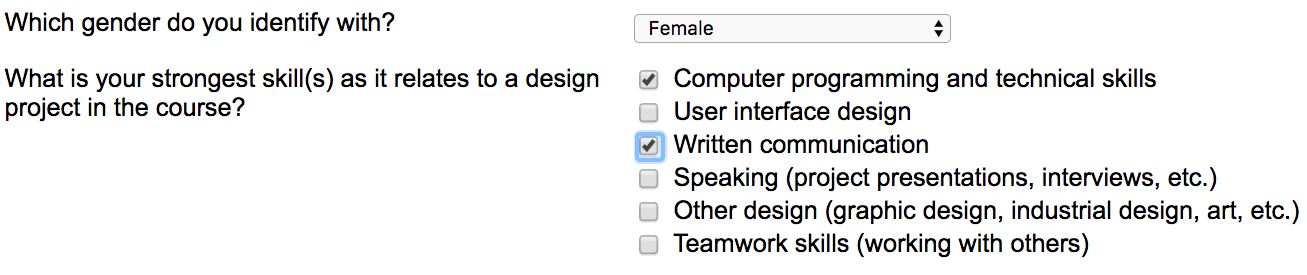 Which gender do you identify with?
Female
What is your strongest skill(s) as it relates to a design
project in the course?
Computer programming and technical skills
User interface design
Written communication
Speaking (project presentations, interviews, etc.)
Other design (graphic design, industrial design, art, etc.)
Teamwork skills (working with others)